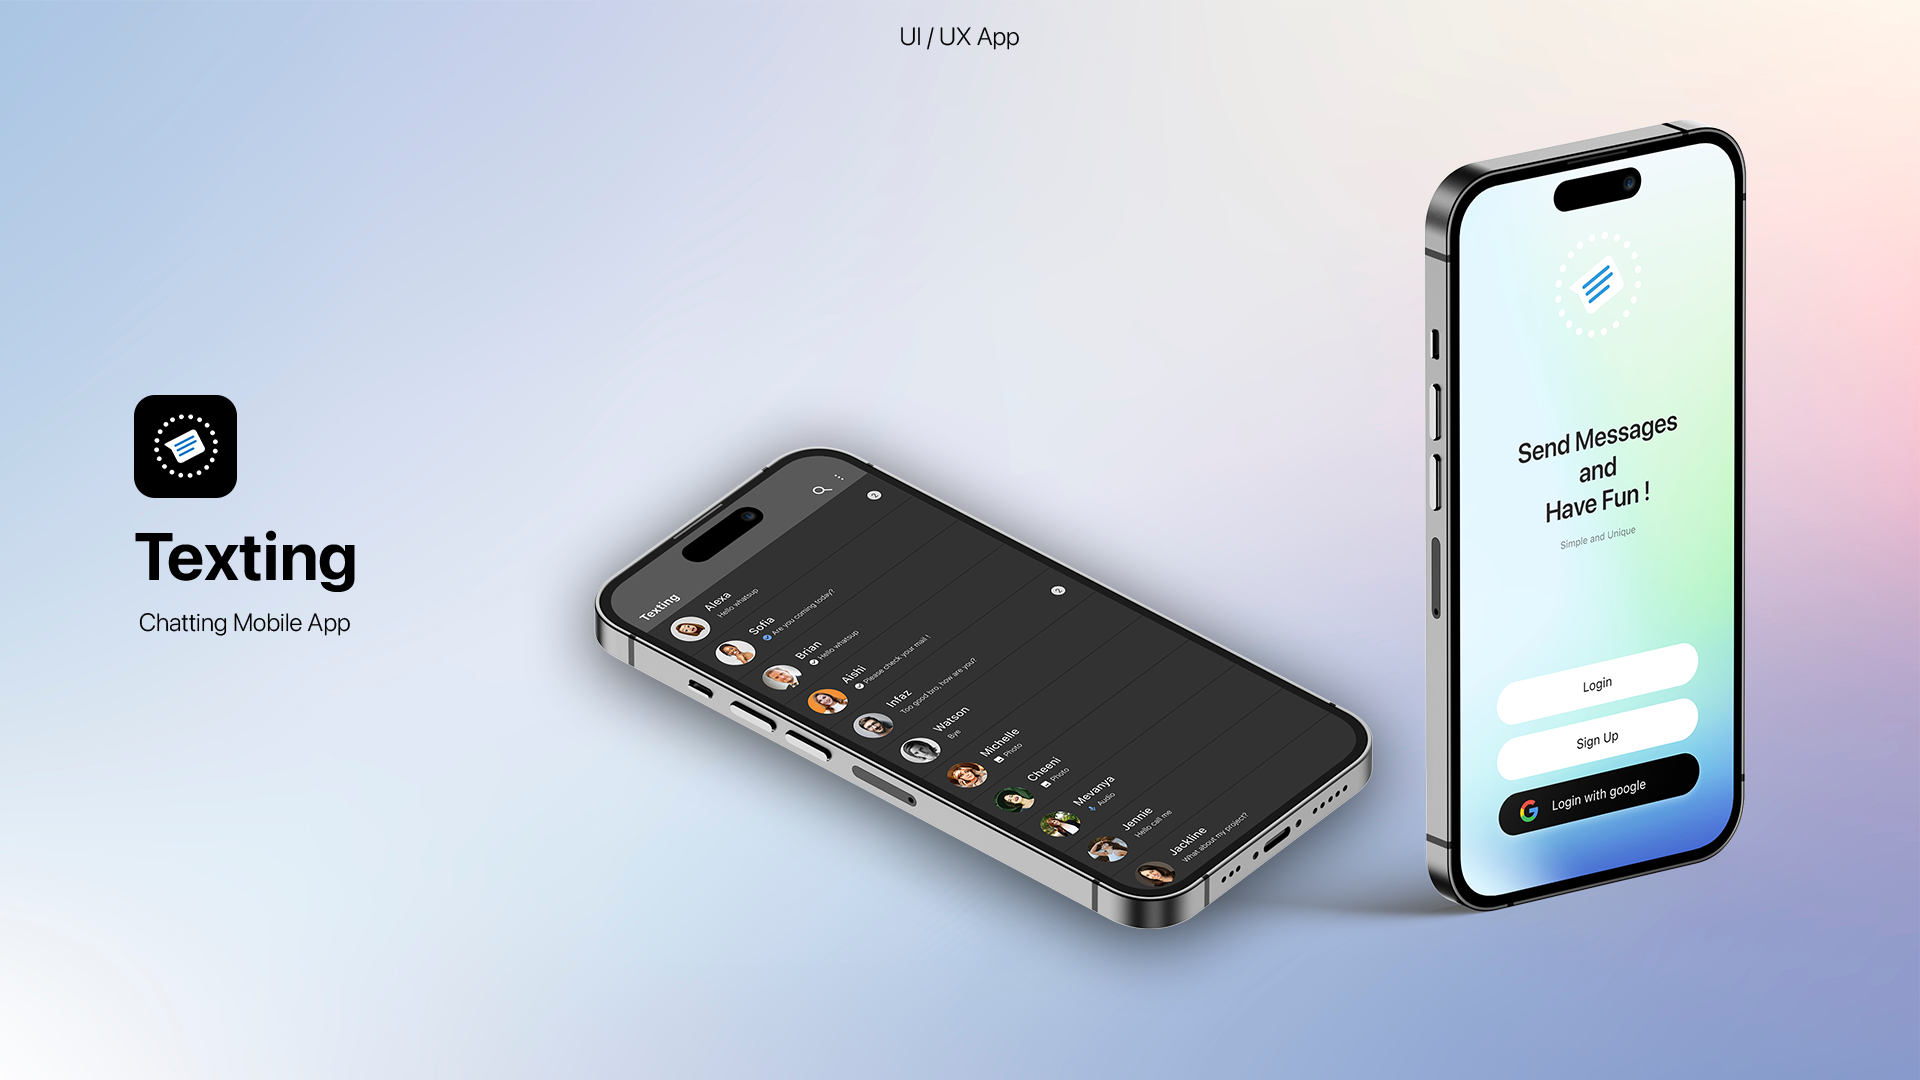 UI / UX App
Texting
Chatting Mobile App
Texting
2
Alexa
Hello whatsup
Sofia
Are you coming today?
Brian
Hello whatsup
Aishi
Please check your mail !
2
Infaz
Too good bro, how are you?
Watson
Bye
Michelle
Photo
Cheeni
Photo
Mevanya
Audio
Jennie
Hello call me
Jackline
What about my project?
Send Messages
and
Have Fun !
Simple and Unique
Login
Sign Up
Login with google